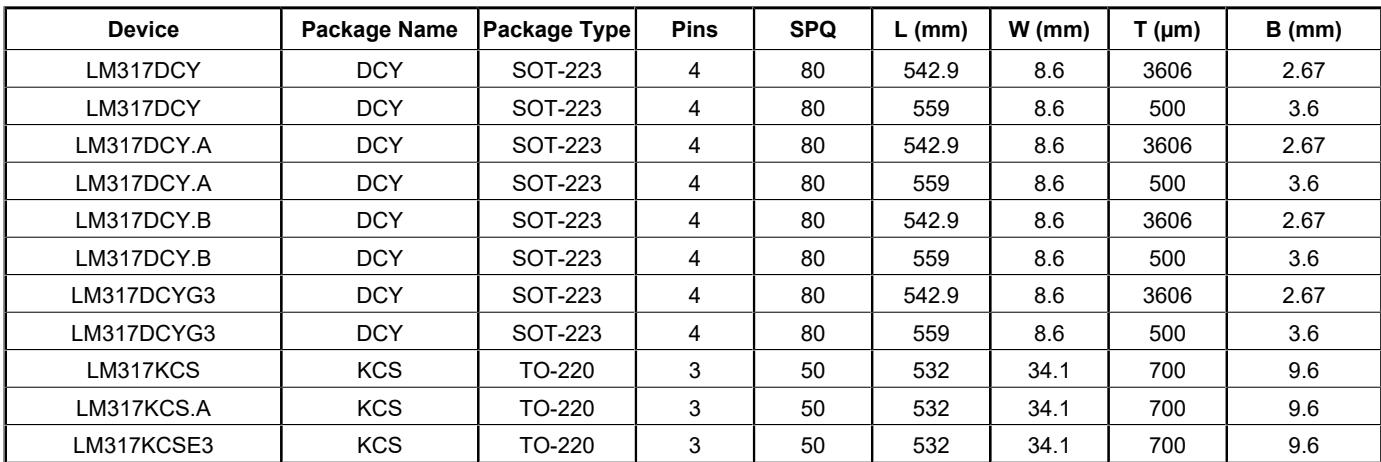 Device Package Name Package Type Pins SPQ L (mm) W (mm) T (µm) B (mm)
LM317DCY DCY SOT-223 4 80 542.9 8.6 3606 2.67
LM317DCY DCY SOT-223 4 80 559 8.6 500 3.6
LM317DCY.A DCY SOT-223 4 80 542.9 8.6 3606 2.67
LM317DCY.A DCY SOT-223 4 80 559 8.6 500 3.6
LM317DCY.B DCY SOT-223 4 80 542.9 8.6 3606 2.67
LM317DCY.B DCY SOT-223 4 80 559 8.6 500 3.6
LM317DCYG3 DCY SOT-223 4 80 542.9 8.6 3606 2.67
LM317DCYG3 DCY SOT-223 4 80 559 8.6 500 3.6
LM317KCS KCS TO-220 3 50 532 34.1 700 9.6
LM317KCS.A KCS TO-220 3 50 532 34.1 700 9.6
LM317KCSE3 KCS TO-220 3 50 532 34.1 700 9.6